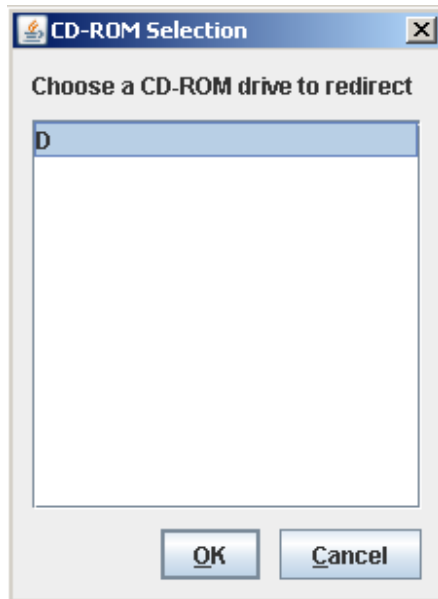 CD-ROM Selection
Choose a CD-ROM drive to redirect
D
OK
Cancel